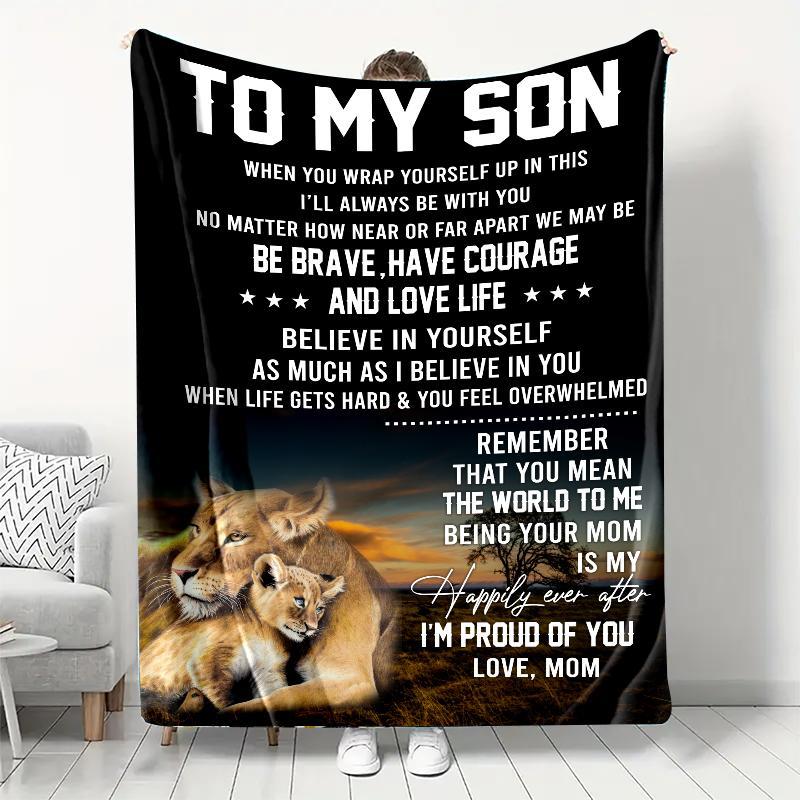 TO MY SON
WHEN YOU WRAP YOURSELF UP IN THIS
I'LL ALWAYS BE WITH YOU
NO MATTER HOW NEAR OR FAR APART WE MAY BE
BE BRAVE, HAVE COURAGE
AND LOVE LIFE
BELIEVE IN YOURSELF
AS MUCH AS I BELIEVE IN YOU
WHEN LIFE GETS HARD & YOU FEEL OVERWHELMED
REMEMBER
THAT YOU MEAN
THE WORLD TO ME
BEING YOUR MOM
IS MY
Happily ever after
I'M PROUD OF YOU
LOVE, MOM